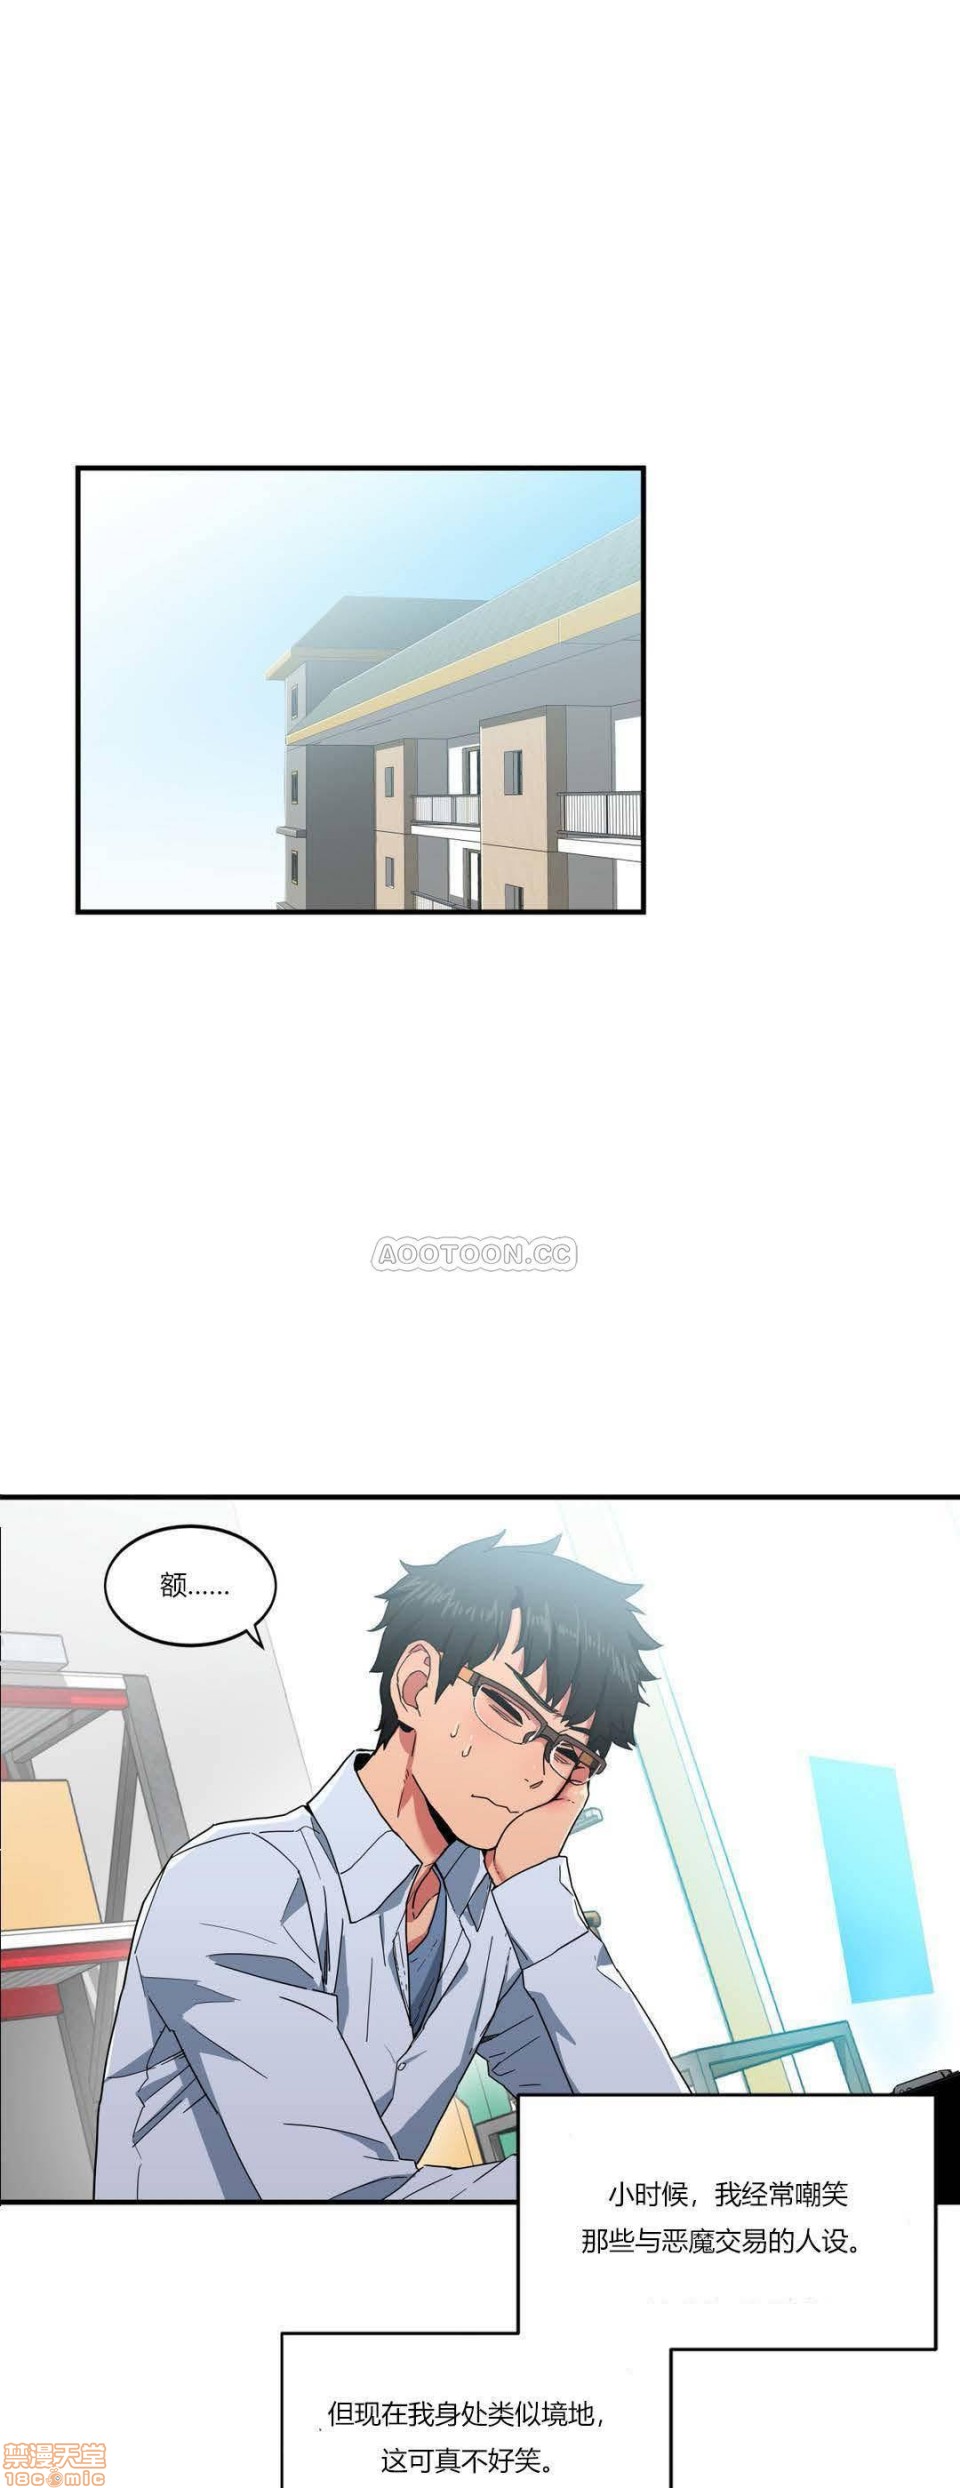 AOOTOON.CC
额……
小时候，我经常嘲笑
那些与恶魔交易的人设。
但现在我身处类似境地，
这可真不好笑。
禁漫天堂
18comic